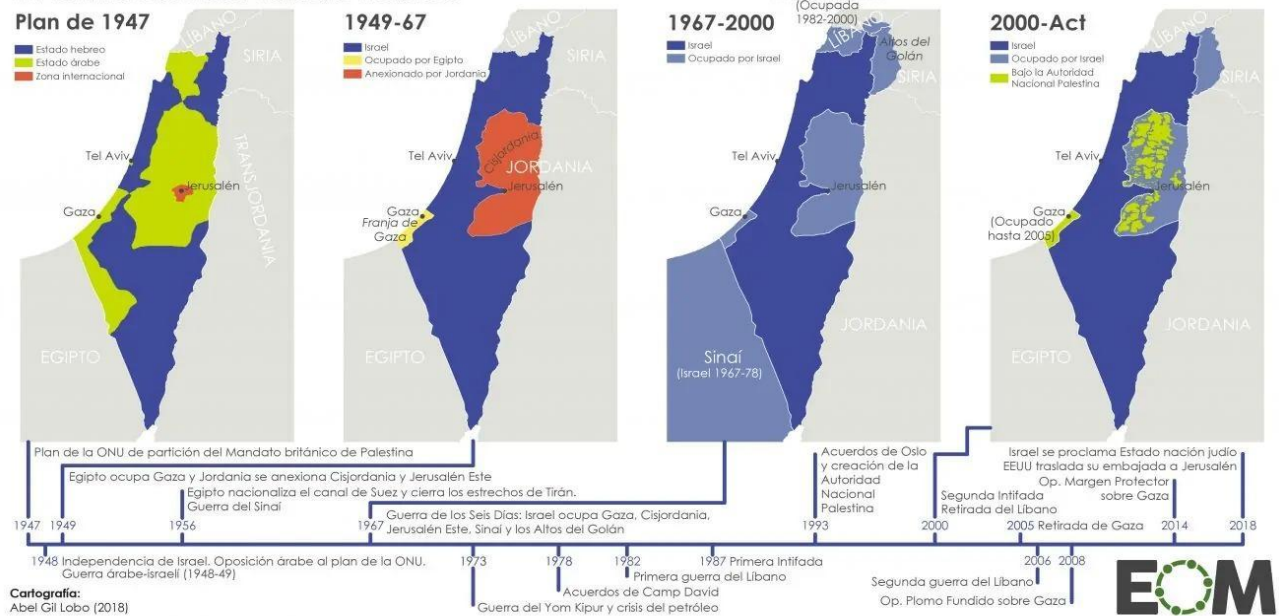 Plan de 1947
Estado hebreo
Estado árabe
Zona internacional
LÍBANO
SIRIA
TRANSJORDANIA
Tel Aviv
Jerusalén
Gaza
EGIPTO
1949-67
Israel
Ocupado por Egipto
Anexionado por Jordania
LÍBANO
SIRIA
Cisjordania
JORDANIA
Tel Aviv
Jerusalén
Gaza
Franja de
Gaza
EGIPTO
1967-2000
Israel
Ocupado por Israel
(Ocupada
1982-2000)
LÍBANO
Altos del
Golán
SIRIA
Tel Aviv
Jerusalén
Gaza
JORDANIA
Sinaí
(Israel 1967-78)
2000-Act
Israel
Ocupado por Israel
Bajo la Autoridad
Nacional Palestina
LÍBANO
SIRIA
Tel Aviv
Jerusalén
Gaza
(Ocupado
hasta 2005)
JORDANIA
EGIPTO
Plan de la ONU de partición del Mandato británico de Palestina
Egipto ocupa Gaza y Jordania se anexiona Cisjordania y Jerusalén Este
Egipto nacionaliza el canal de Suez y cierra los estrechos de Tirán.
Guerra del Sinaí
Guerra de los Seis Días: Israel ocupa Gaza, Cisjordania,
Jerusalén Este, Sinaí y los Altos del Golán
Acuerdos de Oslo
y creación de la
Autoridad
Nacional
Palestina
Segunda Intifada
Retirada del Líbano
Israel se proclama Estado nación judío
EEUU traslada su embajada a Jerusalén
Op. Margen Protector
sobre Gaza
1947
1949
1956
1967
1993
2000
2005 Retirada de Gaza
2014
2018
1948 Independencia de Israel. Oposición árabe al plan de la ONU.
Guerra árabe-israelí (1948-49)
1973
1978
1982
1987 Primera Intifada
2006
2008
Primera guerra del Líbano
Acuerdos de Camp David
Guerra del Yom Kipur y crisis del petróleo
Segunda guerra del Líbano
Op. Plomo Fundido sobre Gaza
Cartografía:
Abel Gil Lobo (2018)
EOM